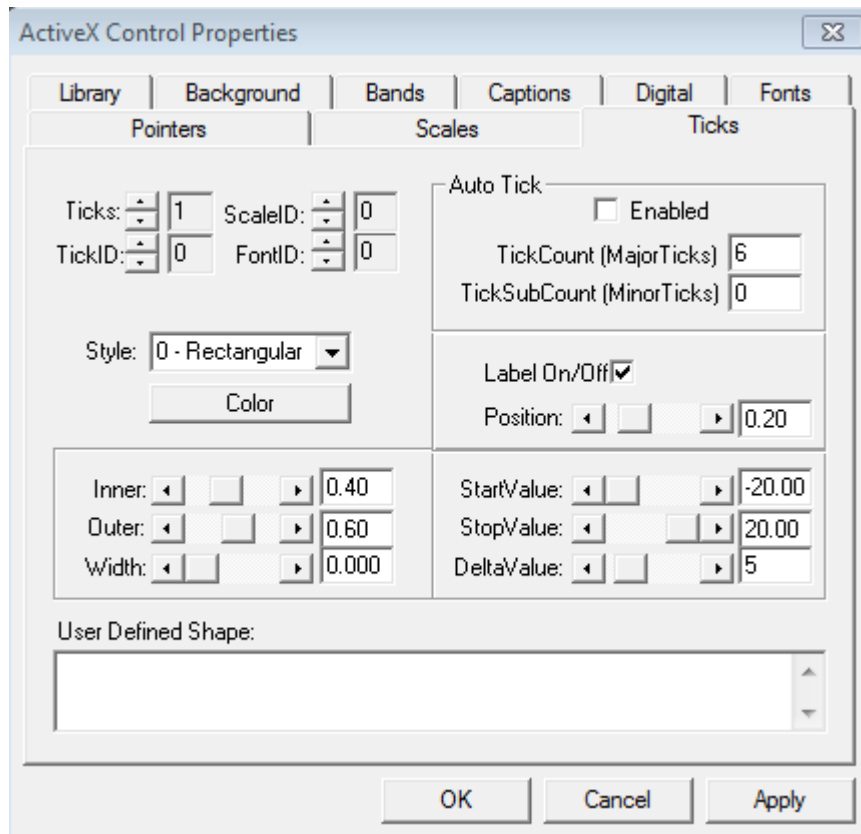 ActiveX Control Properties
Library Background Bands Captions Digital Fonts
Pointers Scales Ticks
Ticks: 1 ScaleID: 0
TickID: 0 FontID: 0
Auto Tick
Enabled
TickCount (MajorTicks) 6
TickSubCount (MinorTicks) 0
Style: 0 - Rectangular
Color
Label On/Off
Position: 0.20
Inner: 0.40
Outer: 0.60
Width: 0.000
StartValue: -20.00
StopValue: 20.00
DeltaValue: 5
User Defined Shape:
OK Cancel Apply